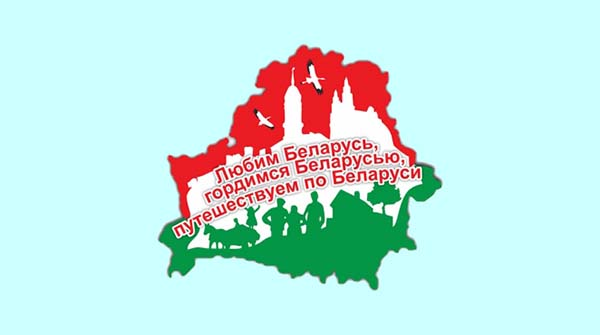 Любим Беларусь,
гордимся Беларусью,
путешествуем по Беларуси